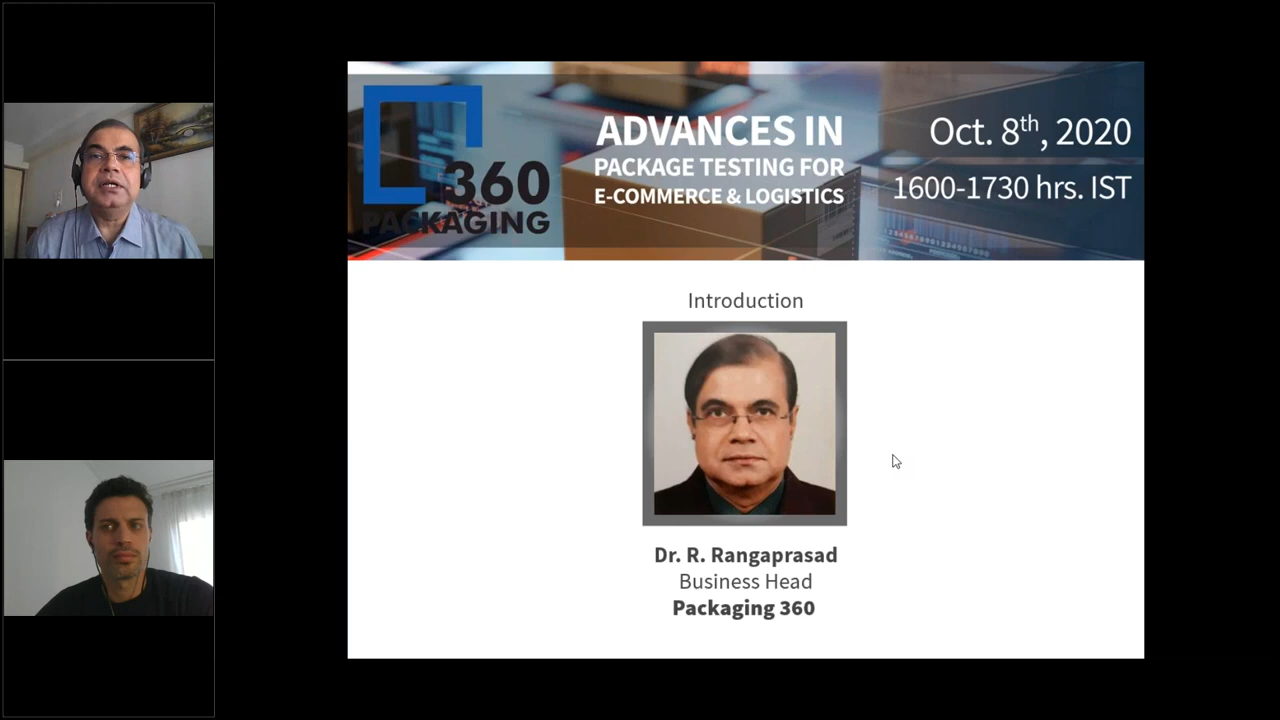 360
PACKAGING
ADVANCES IN
PACKAGE TESTING FOR
E-COMMERCE & LOGISTICS
Oct. 8th, 2020
1600-1730 hrs. IST
Introduction
Dr. R. Rangaprasad
Business Head
Packaging 360